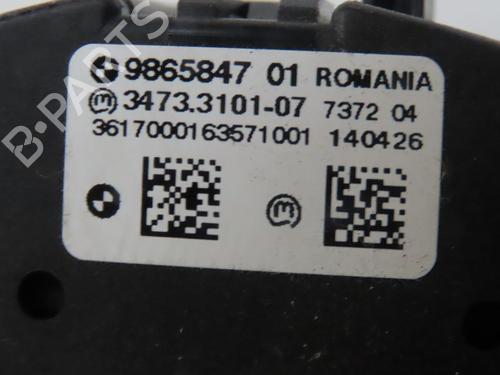 B-PARTS
9865847 01 ROMANIA
m 3473.3101-07 7372 04
3617000163571001 140426
m